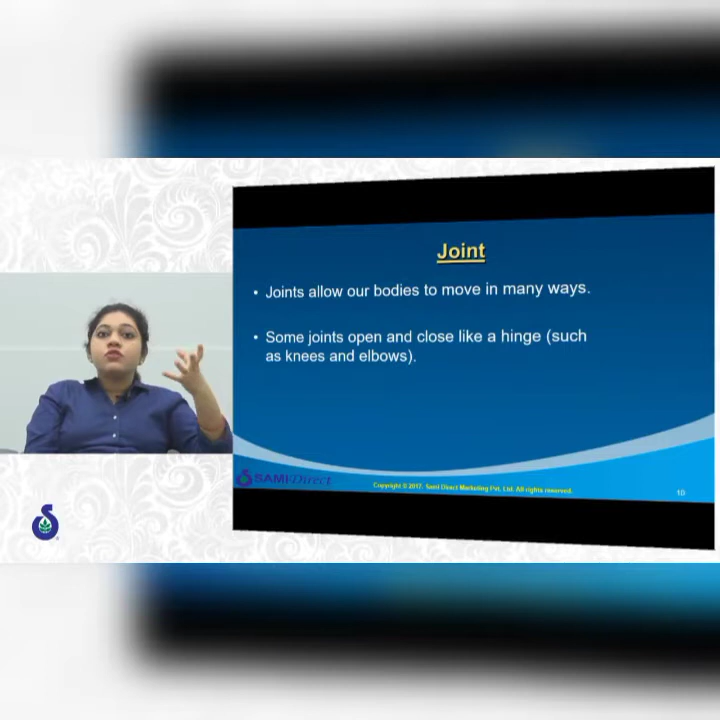 Joint
• Joints allow our bodies to move in many ways.
• Some joints open and close like a hinge (such
as knees and elbows).
SAMI Direct
Copyright © 2017. Sami Direct Marketing Pvt. Ltd. All rights reserved.
10